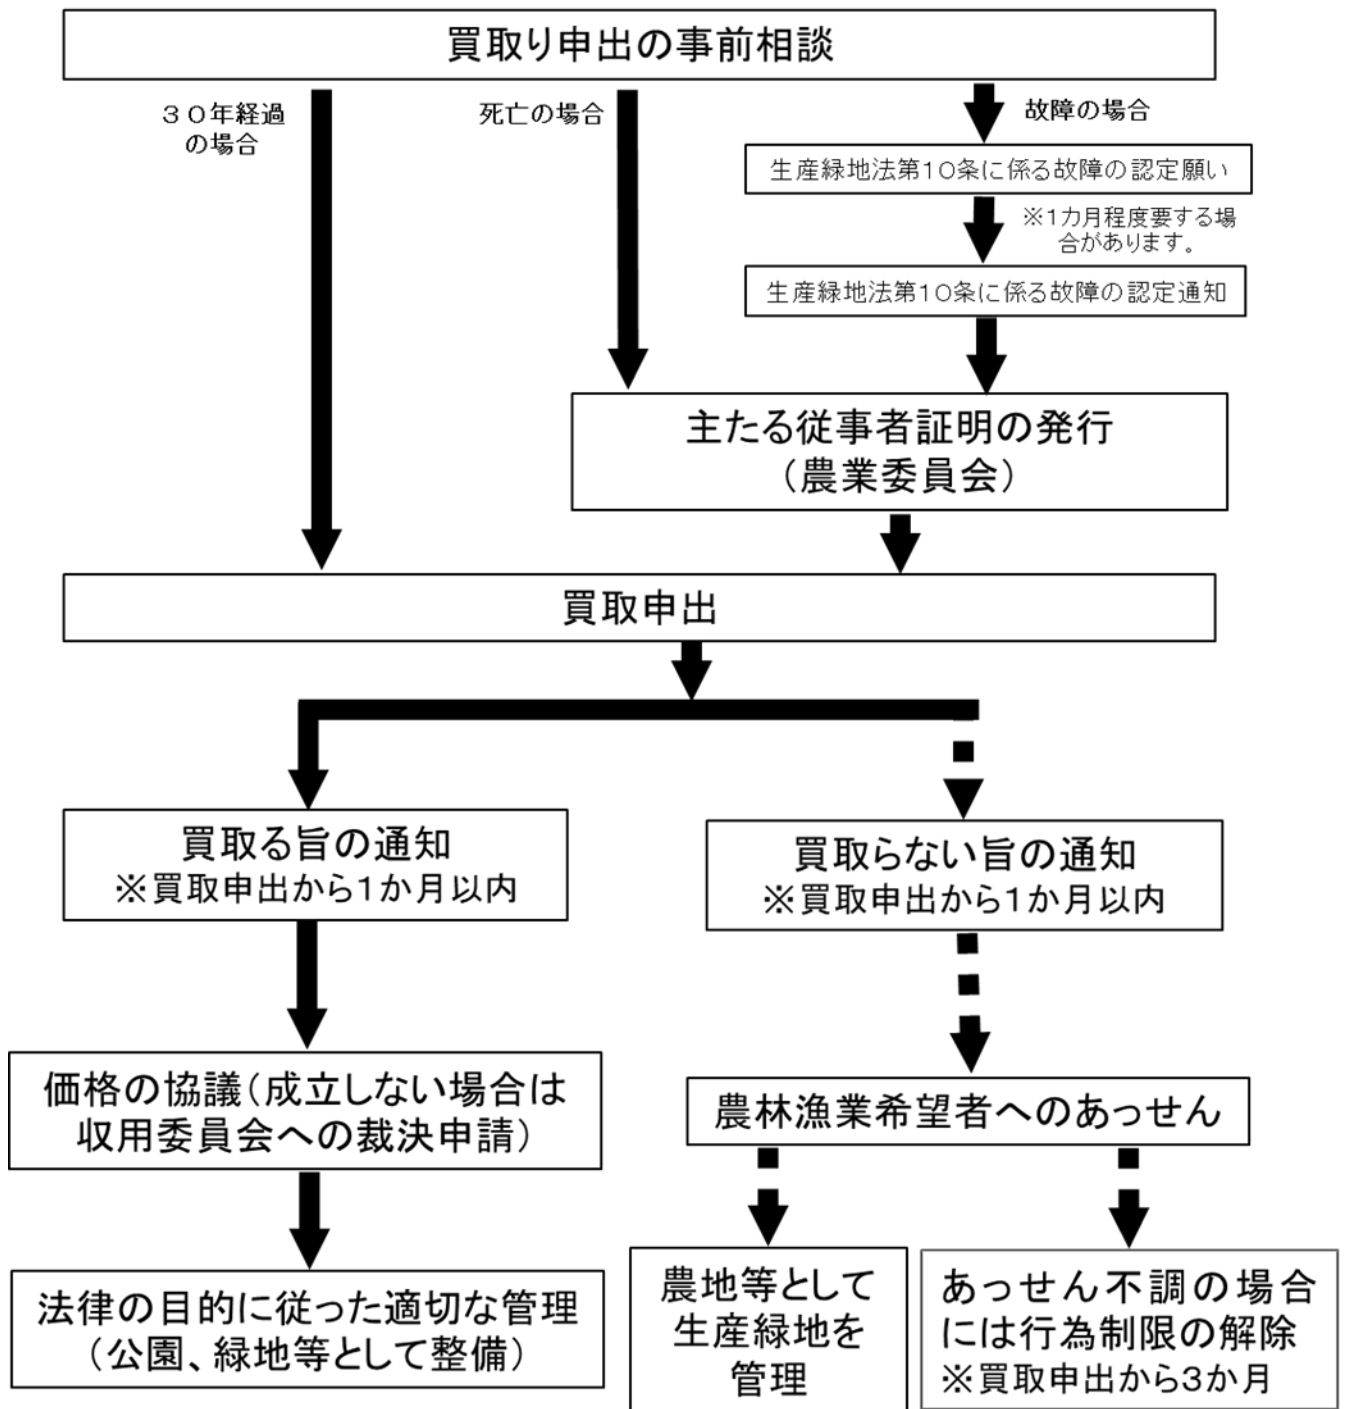 買取り申出の事前相談
３０年経過
の場合
死亡の場合
故障の場合
生産緑地法第10条に係る故障の認定願い
※1カ月程度要する場
合があります。
生産緑地法第10条に係る故障の認定通知
主たる従事者証明の発行
（農業委員会）
買取申出
買取る旨の通知
※買取申出から1か月以内
買取らない旨の通知
※買取申出から1か月以内
価格の協議（成立しない場合は
収用委員会への裁決申請）
農林漁業希望者へのあっせん
法律の目的に従った適切な管理
（公園、緑地等として整備）
農地等として
生産緑地を
管理
あっせん不調の場合
には行為制限の解除
※買取申出から3か月